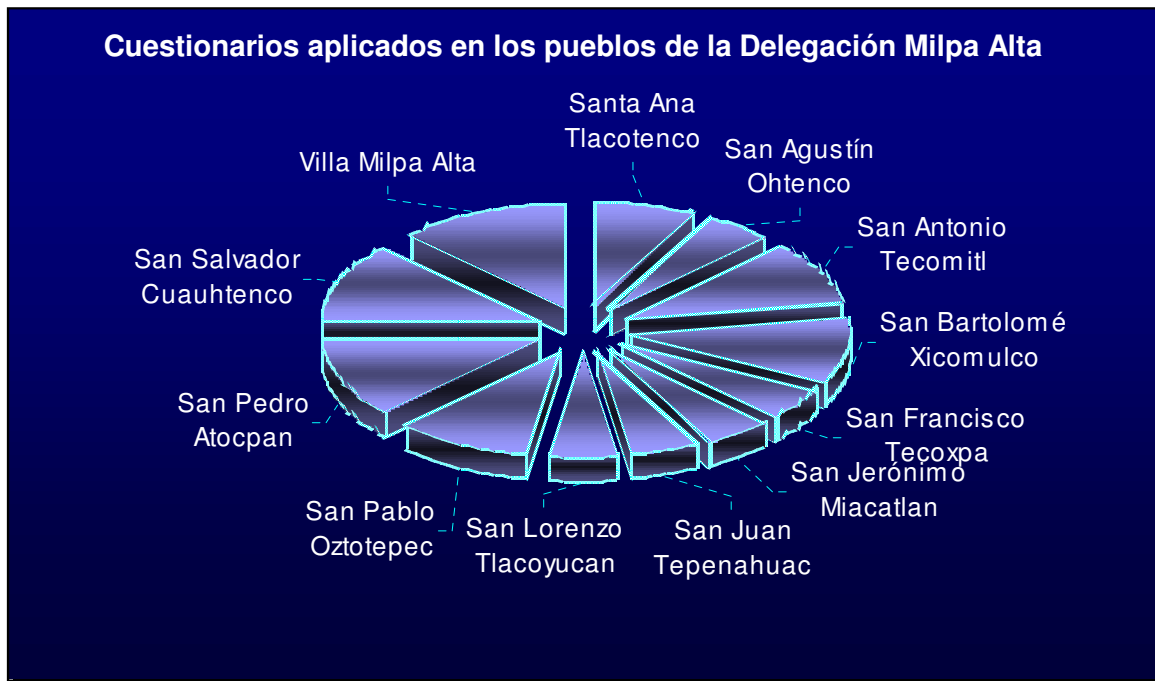 Cuestionarios aplicados en los pueblos de la Delegación Milpa Alta
Santa Ana
Tlacotenco
San Agustín
Ohtenco
San Antonio
Tecomitl
San Bartolomé
Xicomulco
San Francisco
Tecoxpa
San Jerónimo
Miacatlan
San Juan
Tepenahuac
San Lorenzo
Tlacoyucan
San Pablo
Oztotepec
San Pedro
Atocpan
San Salvador
Cuauhtenco
Villa Milpa Alta